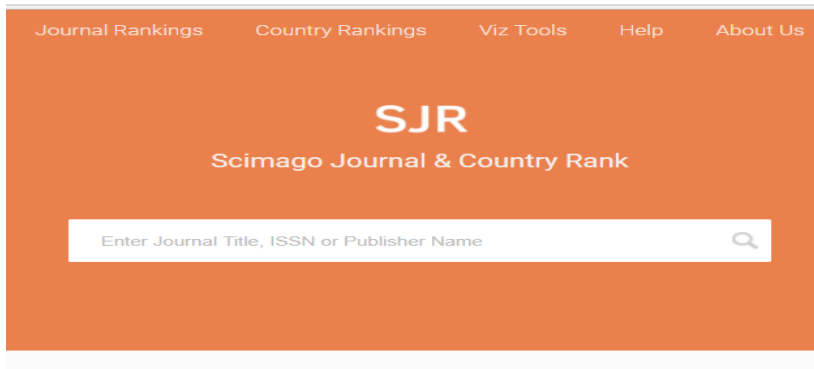 Journal Rankings Country Rankings Viz Tools Help About Us
SJR
Scimago Journal & Country Rank
Enter Journal Title, ISSN or Publisher Name